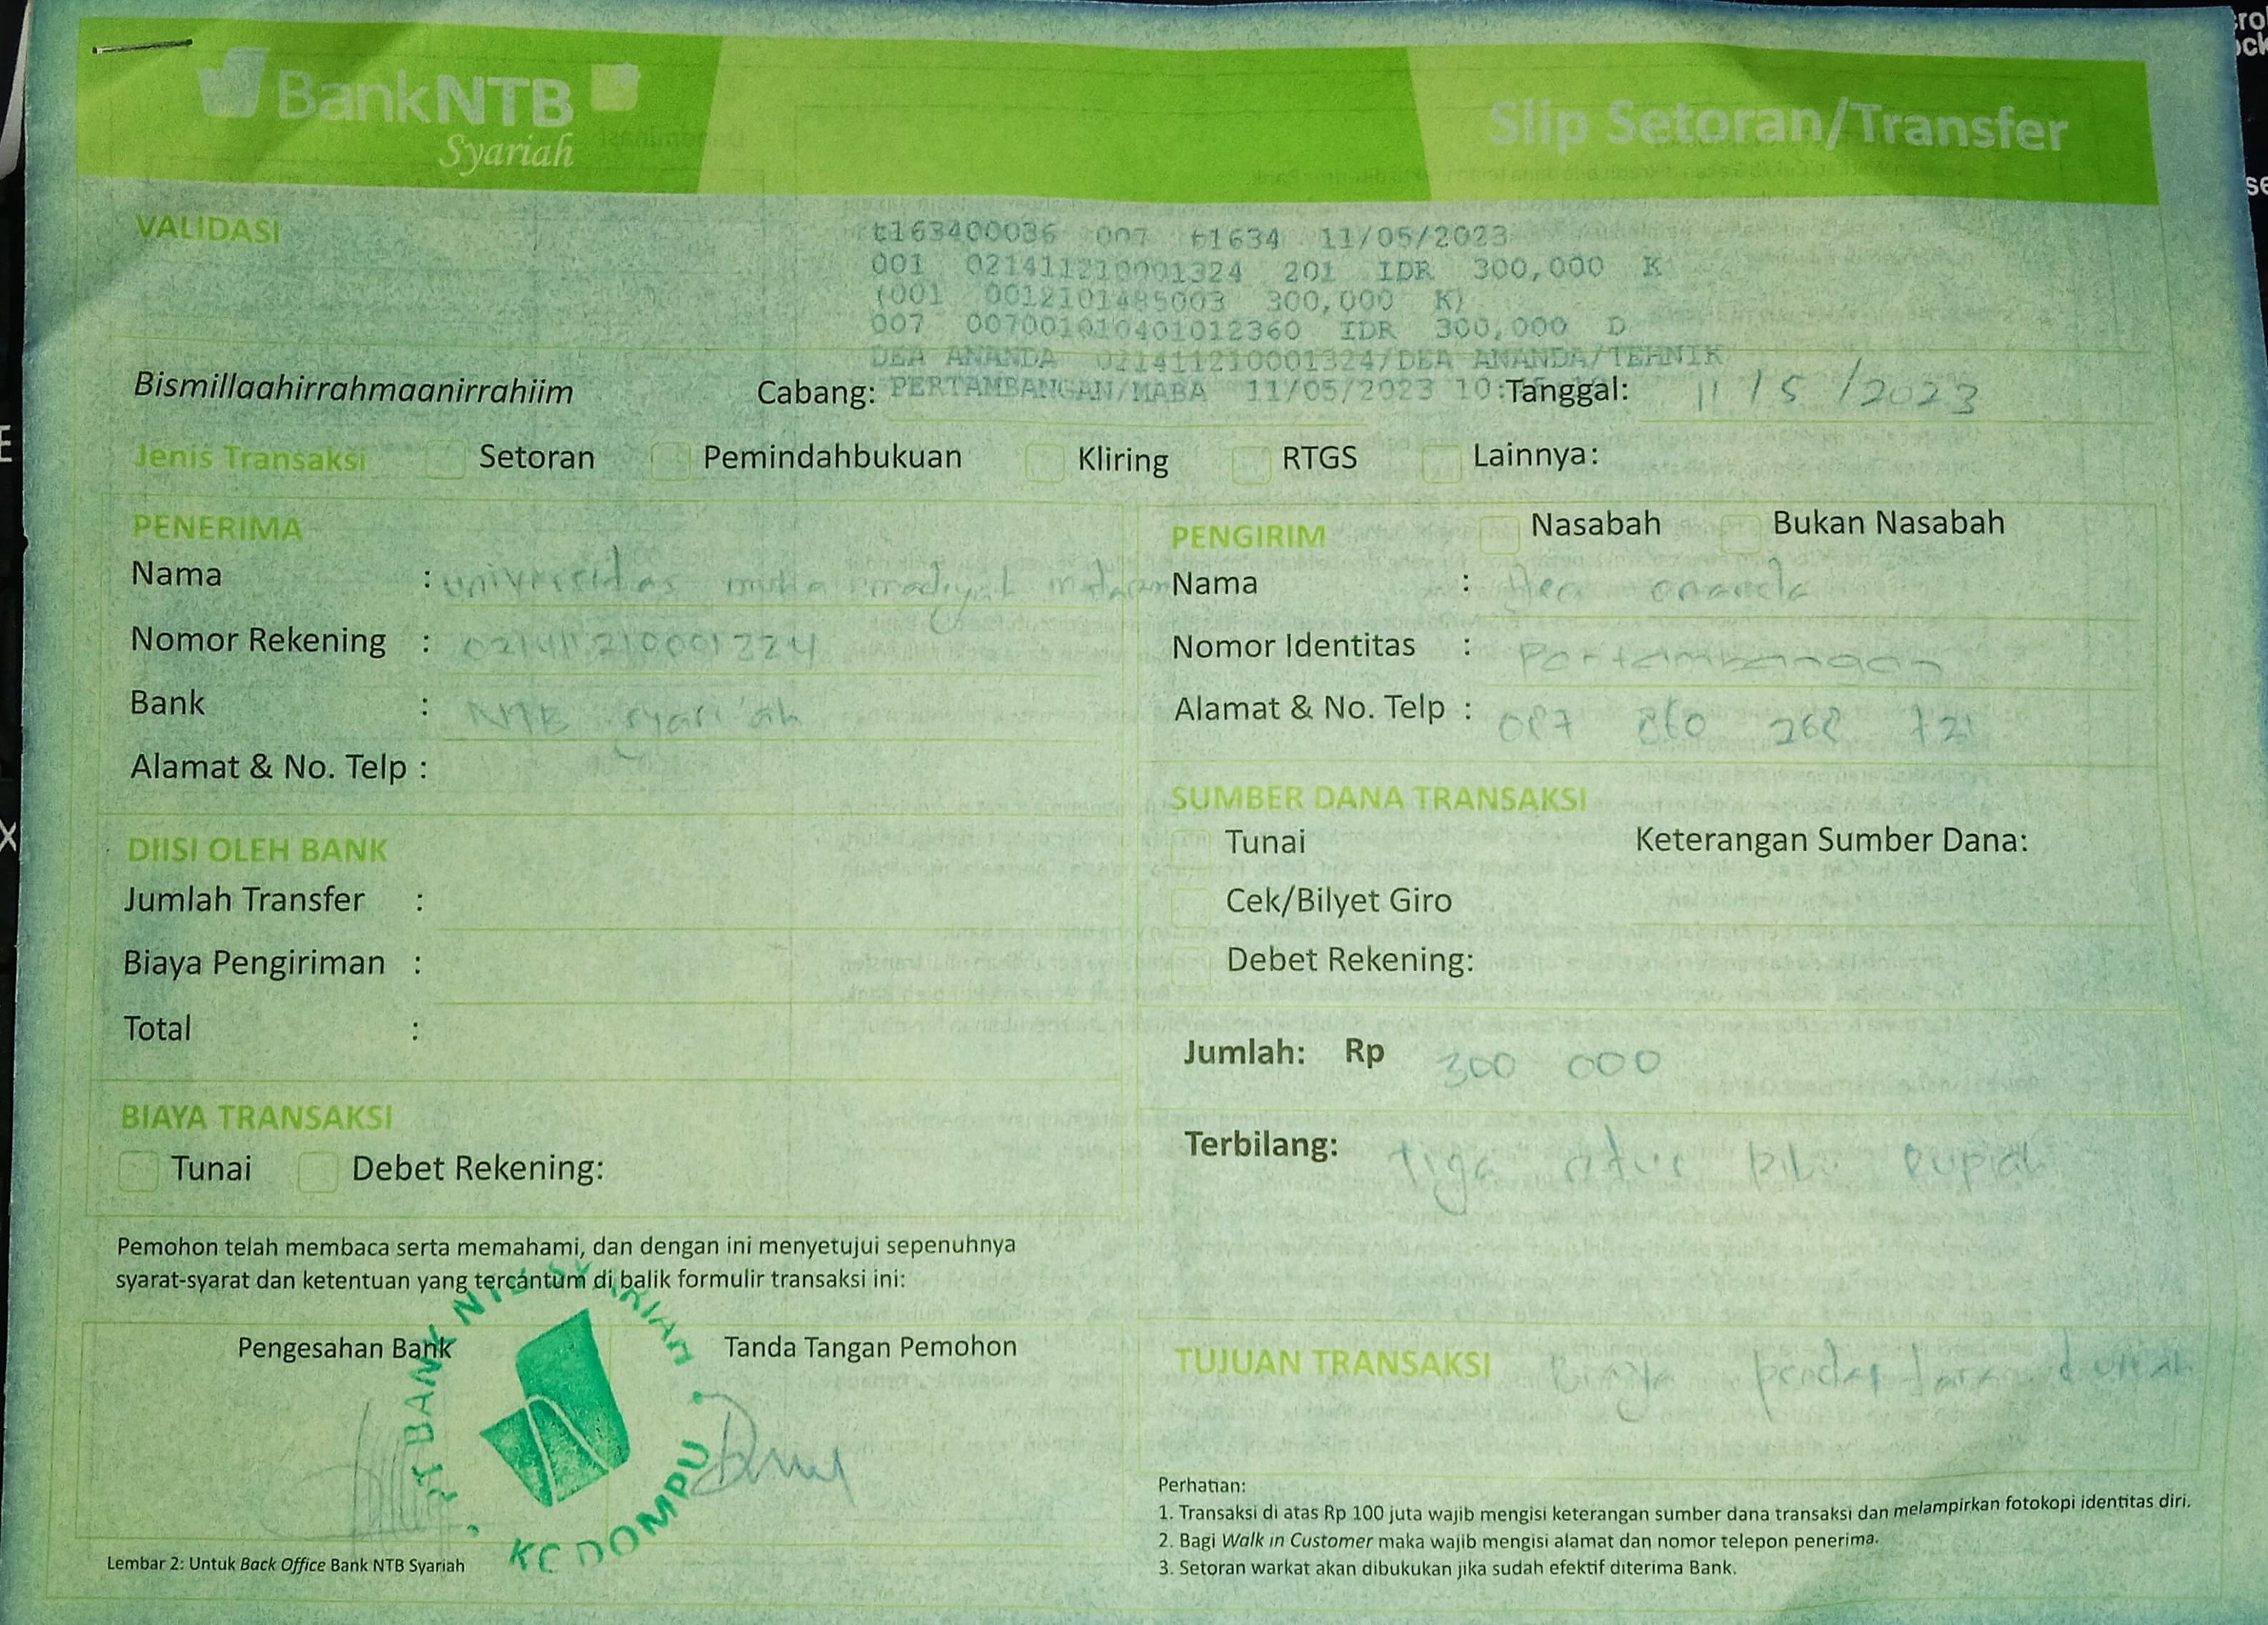 BankNTB
Syariah
Slip Setoran/Transfer
VALIDASI
t163400036 007 t1634 11/05/2023
001 021411210001324 201 IDR 300,000 K
(001 0012101485003 300,000 K)
007 007001010401012360 IDR 300,000 D
DEA ANANDA 021411210001324/DEA ANANDA/TEHNIK
PERTAMBANGAN/MABA 11/05/2023 10:
Bismillaahirrahmaanirrahiim
Cabang:
Tanggal: 11/5/2023
Jenis Transaksi Setoran Pemindahbukuan Kliring RTGS Lainnya:
PENERIMA
Nama : universitas muhammadiyah mataram
Nomor Rekening : 021411210001324
Bank : NTB syari'ah
Alamat & No. Telp :
PENGIRIM Nasabah Bukan Nasabah
Nama : Dea ananda
Nomor Identitas : Pertambangan
Alamat & No. Telp : 087 860 268 721
DIISI OLEH BANK
Jumlah Transfer :
Biaya Pengiriman :
Total :
SUMBER DANA TRANSAKSI
Tunai Keterangan Sumber Dana:
Cek/Bilyet Giro
Debet Rekening:
Jumlah: Rp 300 000
BIAYA TRANSAKSI
Tunai Debet Rekening:
Terbilang: tiga ratus ribu rupiah
Pemohon telah membaca serta memahami, dan dengan ini menyetujui sepenuhnya
syarat-syarat dan ketentuan yang tercantum di balik formulir transaksi ini:
Pengesahan Bank Tanda Tangan Pemohon
PT BANK NTB SYARIAH
KC DOMPU
TUJUAN TRANSAKSI Biaya pendaftaran
Perhatian:
1. Transaksi di atas Rp 100 juta wajib mengisi keterangan sumber dana transaksi dan melampirkan fotokopi identitas diri.
2. Bagi Walk in Customer maka wajib mengisi alamat dan nomor telepon penerima.
3. Setoran warkat akan dibukukan jika sudah efektif diterima Bank.
Lembar 2: Untuk Back Office Bank NTB Syariah